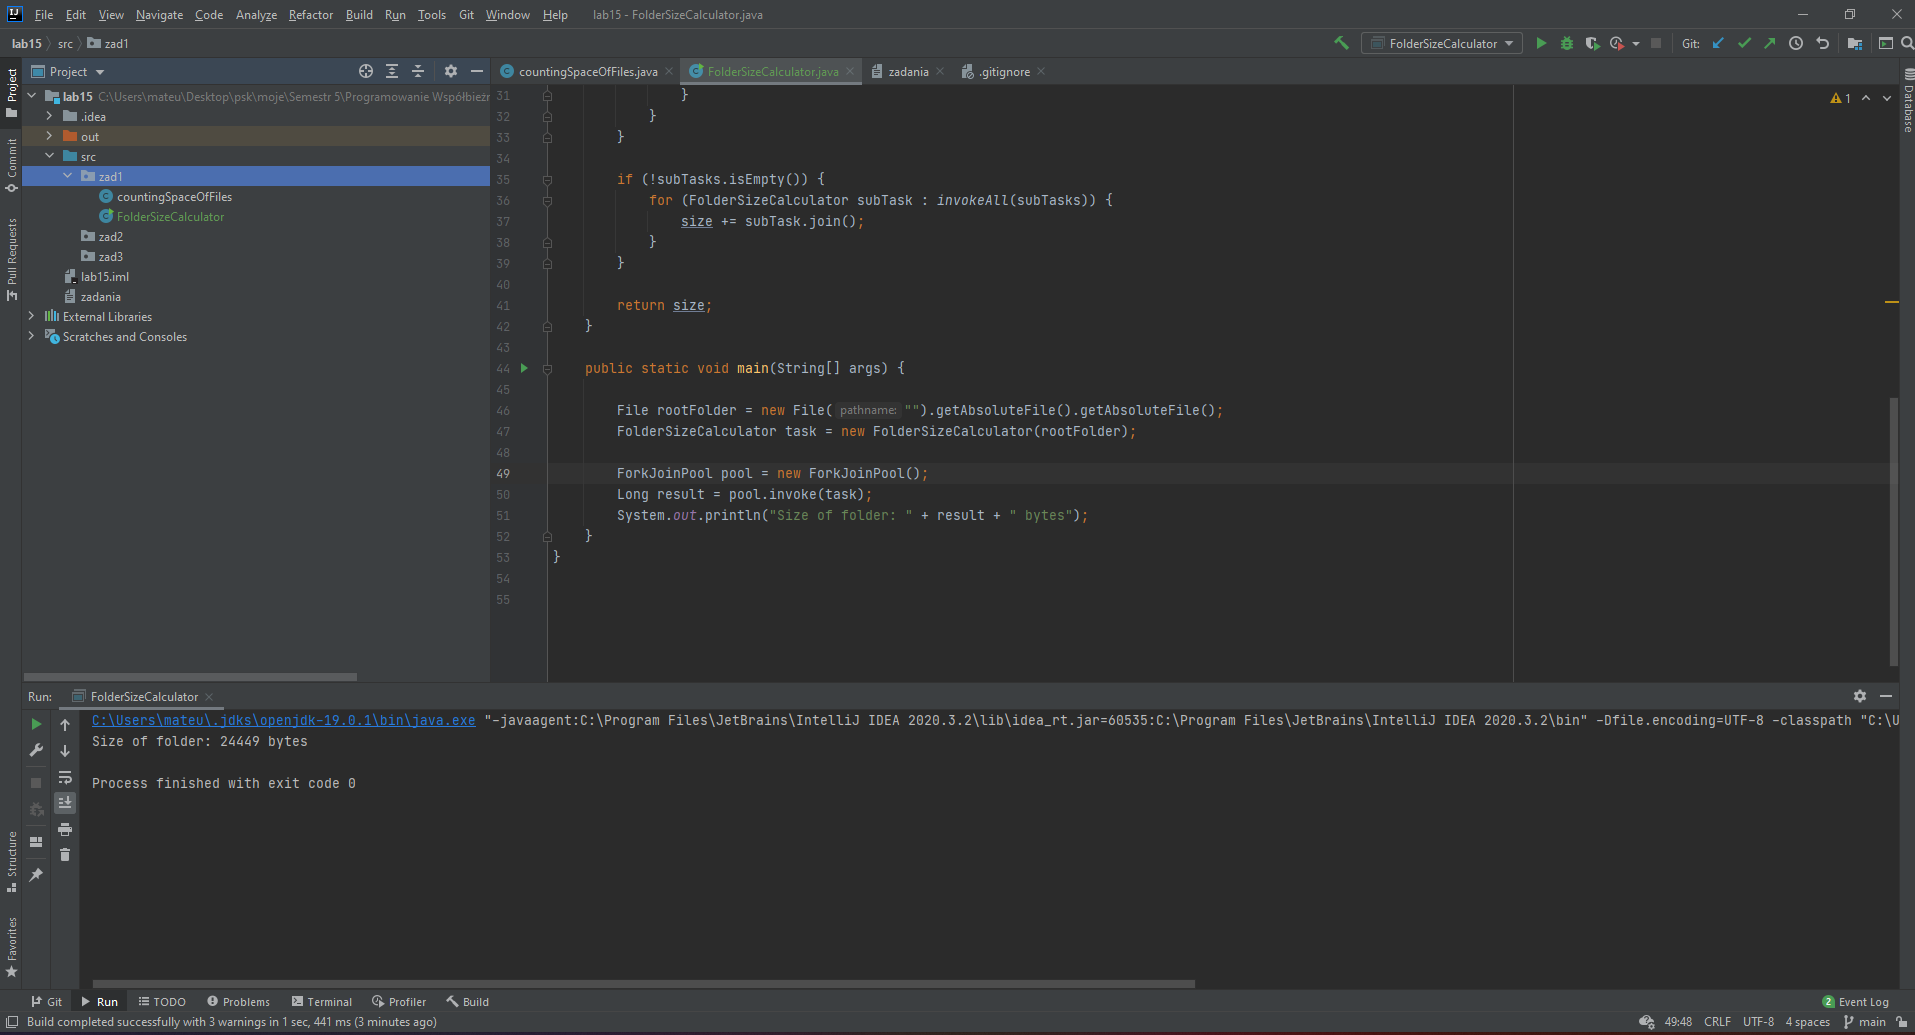 File Edit View Navigate Code Analyze Refactor Build Run Tools Git Window Help lab15 - FolderSizeCalculator.java
lab15 src zad1 FolderSizeCalculator Git:
Project
countingSpaceOfFiles.java FolderSizeCalculator.java zadania .gitignore
lab15 C:\Users\mateu\Desktop\psk\moje\Semestr 5\Programowanie Współbieżr
.idea
out
src
zad1
countingSpaceOfFiles
FolderSizeCalculator
zad2
zad3
lab15.iml
zadania
External Libraries
Scratches and Consoles
Project
Commit
Pull Requests
Structure
Favorites
Database
1
31 }
32 }
33 }
34
35 if (!subTasks.isEmpty()) {
36 for (FolderSizeCalculator subTask : invokeAll(subTasks)) {
37 size += subTask.join();
38 }
39 }
40
41 return size;
42 }
43
44 public static void main(String[] args) {
45
46 File rootFolder = new File( pathname: "").getAbsoluteFile().getAbsoluteFile();
47 FolderSizeCalculator task = new FolderSizeCalculator(rootFolder);
48
49 ForkJoinPool pool = new ForkJoinPool();
50 Long result = pool.invoke(task);
51 System.out.println("Size of folder: " + result + " bytes");
52 }
53 }
54
55
Run: FolderSizeCalculator
C:\Users\mateu\.jdks\openjdk-19.0.1\bin\java.exe "-javaagent:C:\Program Files\JetBrains\IntelliJ IDEA 2020.3.2\lib\idea_rt.jar=60535:C:\Program Files\JetBrains\IntelliJ IDEA 2020.3.2\bin" -Dfile.encoding=UTF-8 -classpath "C:\U
Size of folder: 24449 bytes
Process finished with exit code 0
Git Run TODO Problems Terminal Profiler Build 2 Event Log
Build completed successfully with 3 warnings in 1 sec, 441 ms (3 minutes ago) 49:48 CRLF UTF-8 4 spaces main